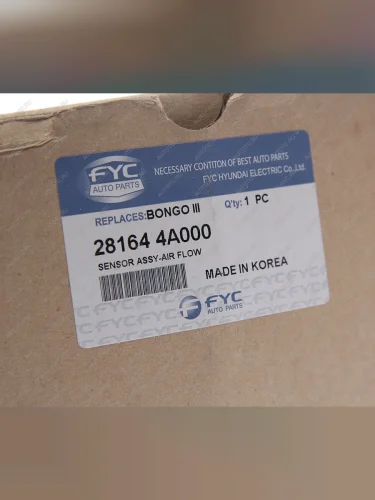 FYC
AUTO PARTS
NECESSARY CONTITON OF BEST AUTO PARTS
FYC HYUNDAI ELECTRIC Co.,Ltd.
REPLACES: BONGO III
Q'ty: 1 PC
28164 4A000
SENSOR ASSY-AIR FLOW
MADE IN KOREA
FYC
AUTO PARTS